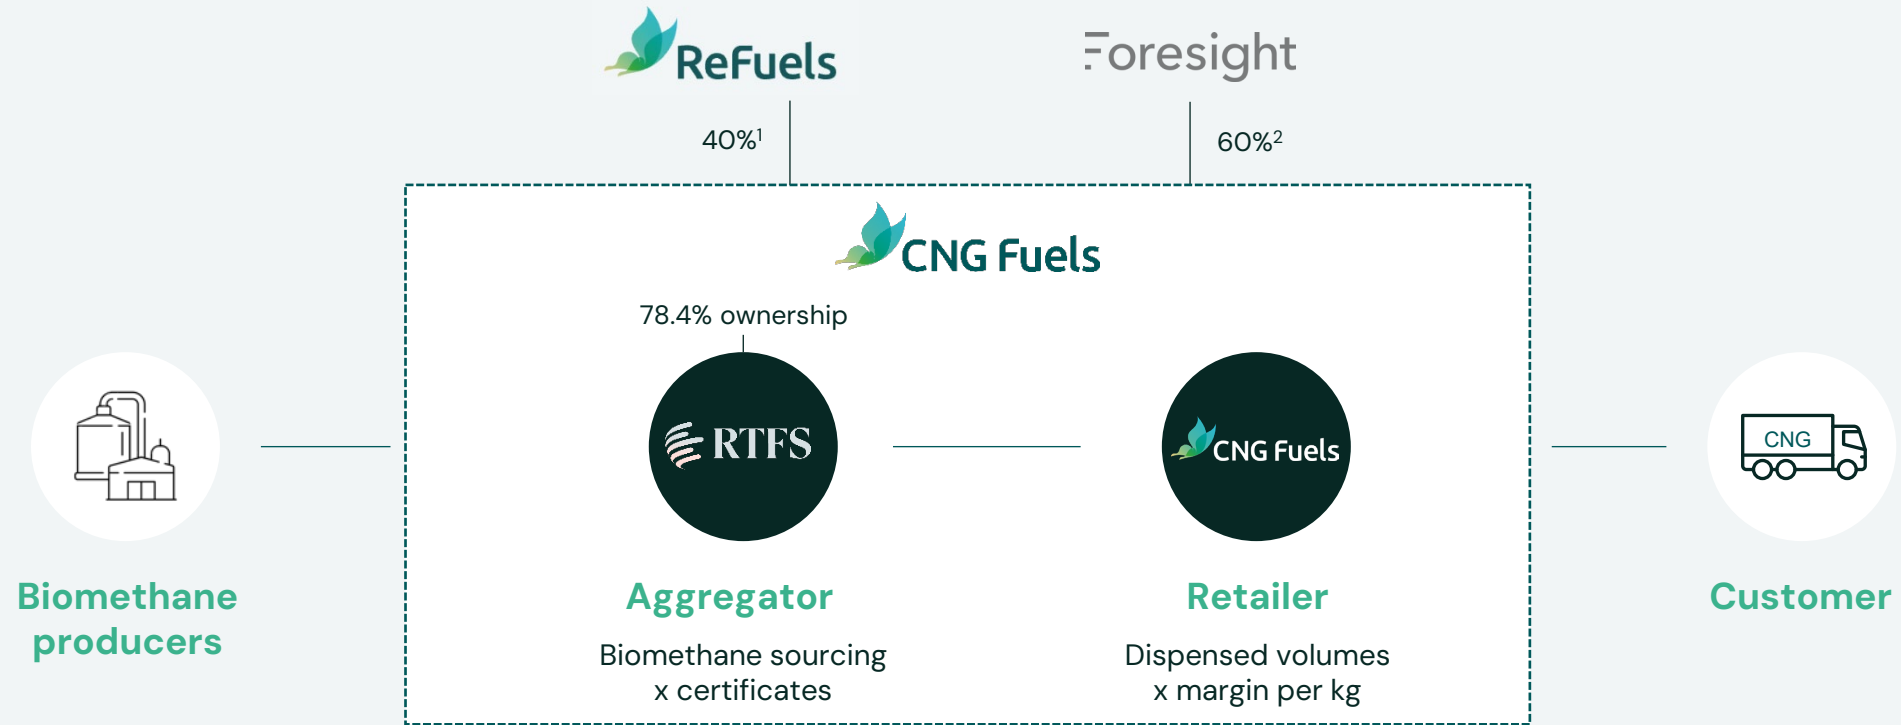 ReFuels
Foresight
40%1
60%2
CNG Fuels
78.4% ownership
RTFS
CNG Fuels
CNG
Biomethane
producers
Aggregator
Biomethane sourcing
x certificates
Retailer
Dispensed volumes
x margin per kg
Customer